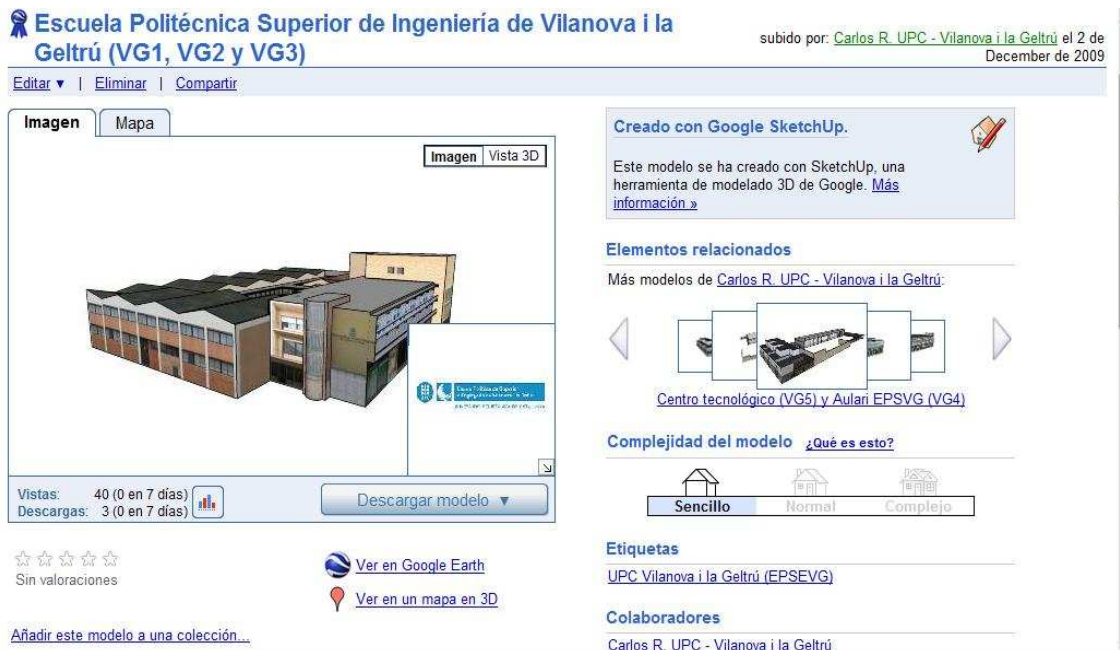 Escuela Politécnica Superior de Ingeniería de Vilanova i la
Geltrú (VG1, VG2 y VG3)
subido por: Carlos R. UPC - Vilanova i la Geltrú el 2 de
December de 2009
Editar ▼ | Eliminar | Compartir
Imagen Mapa
Imagen Vista 3D
Vistas: 40 (0 en 7 días)
Descargas: 3 (0 en 7 días)
Descargar modelo ▼
Sin valoraciones
Ver en Google Earth
Ver en un mapa en 3D
Añadir este modelo a una colección...
Creado con Google SketchUp.
Este modelo se ha creado con SketchUp, una
herramienta de modelado 3D de Google. Más
información »
Elementos relacionados
Más modelos de Carlos R. UPC - Vilanova i la Geltrú:
Centro tecnológico (VG5) y Aulari EPSVG (VG4)
Complejidad del modelo ¿Qué es esto?
Sencillo Normal Complejo
Etiquetas
UPC Vilanova i la Geltrú (EPSEVG)
Colaboradores
Carlos R. UPC - Vilanova i la Geltrú